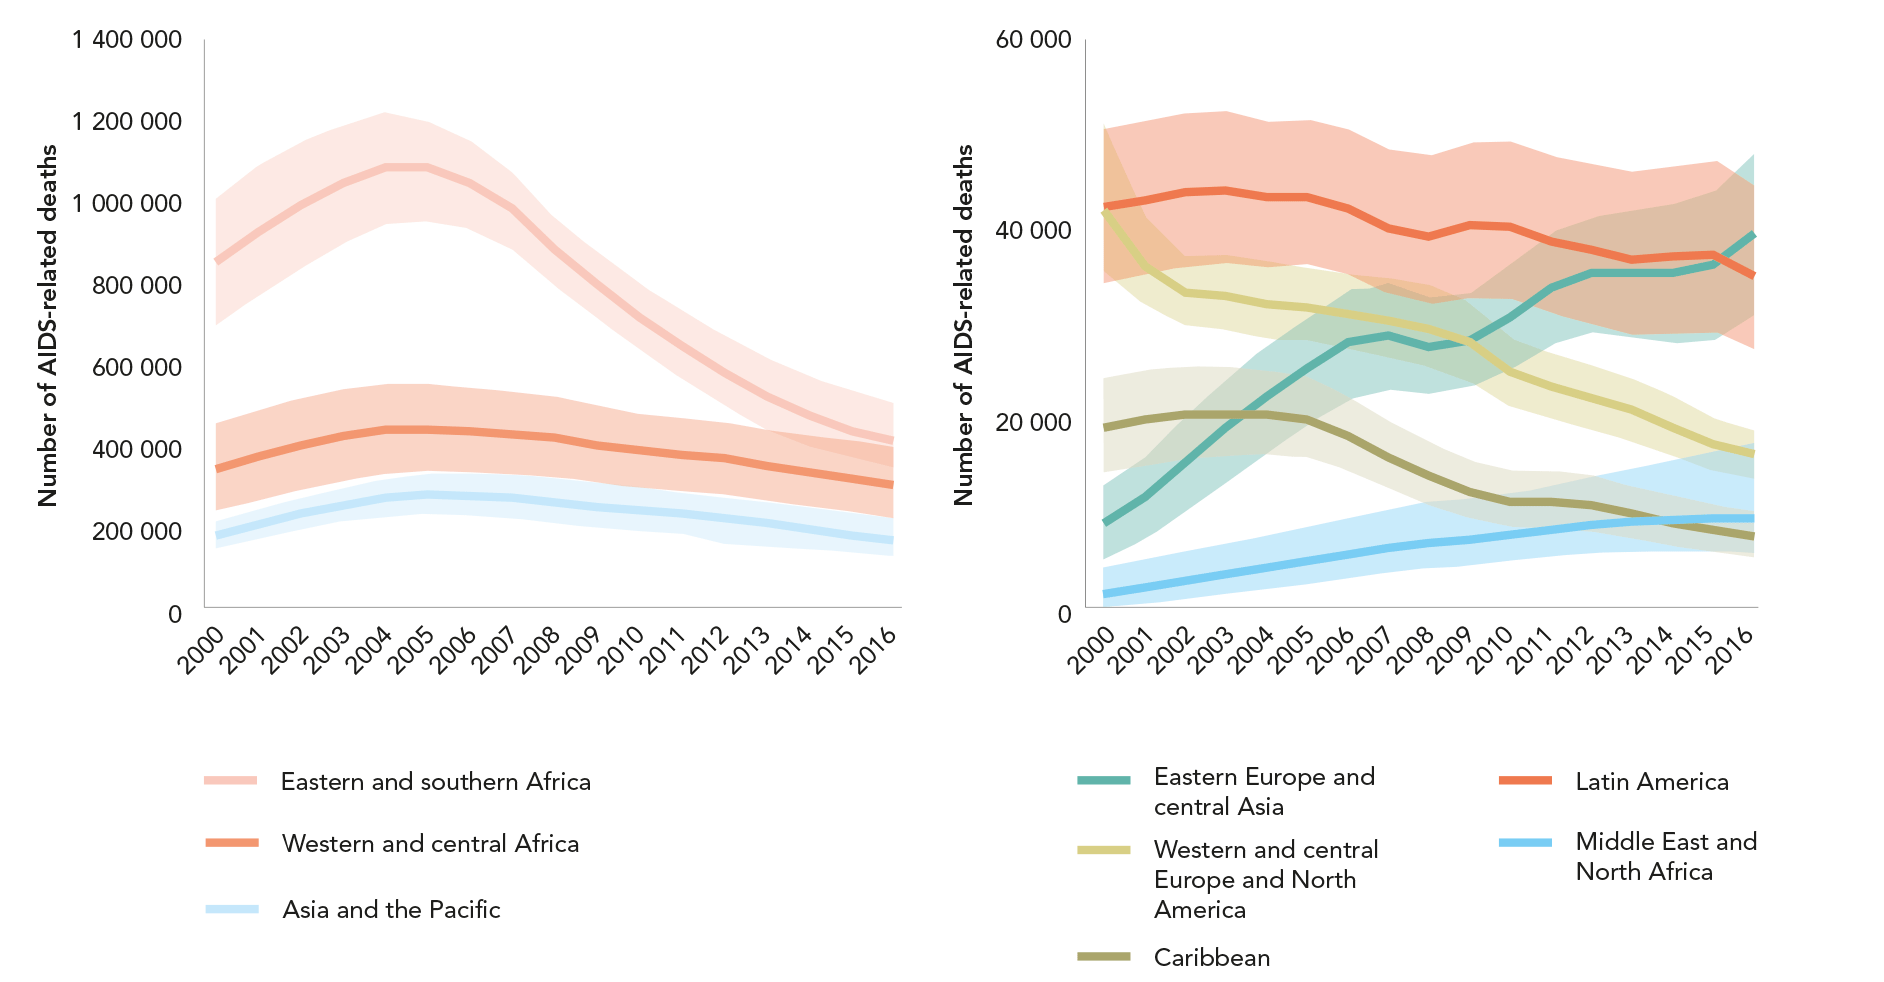 Number of AIDS-related deaths
1 400 000
1 200 000
1 000 000
800 000
600 000
400 000
200 000
0
2000
2001
2002
2003
2004
2005
2006
2007
2008
2009
2010
2011
2012
2013
2014
2015
2016
Eastern and southern Africa
Western and central Africa
Asia and the Pacific
Number of AIDS-related deaths
60 000
40 000
20 000
0
2000
2001
2002
2003
2004
2005
2006
2007
2008
2009
2010
2011
2012
2013
2014
2015
2016
Eastern Europe and
central Asia
Western and central
Europe and North
America
Caribbean
Latin America
Middle East and
North Africa